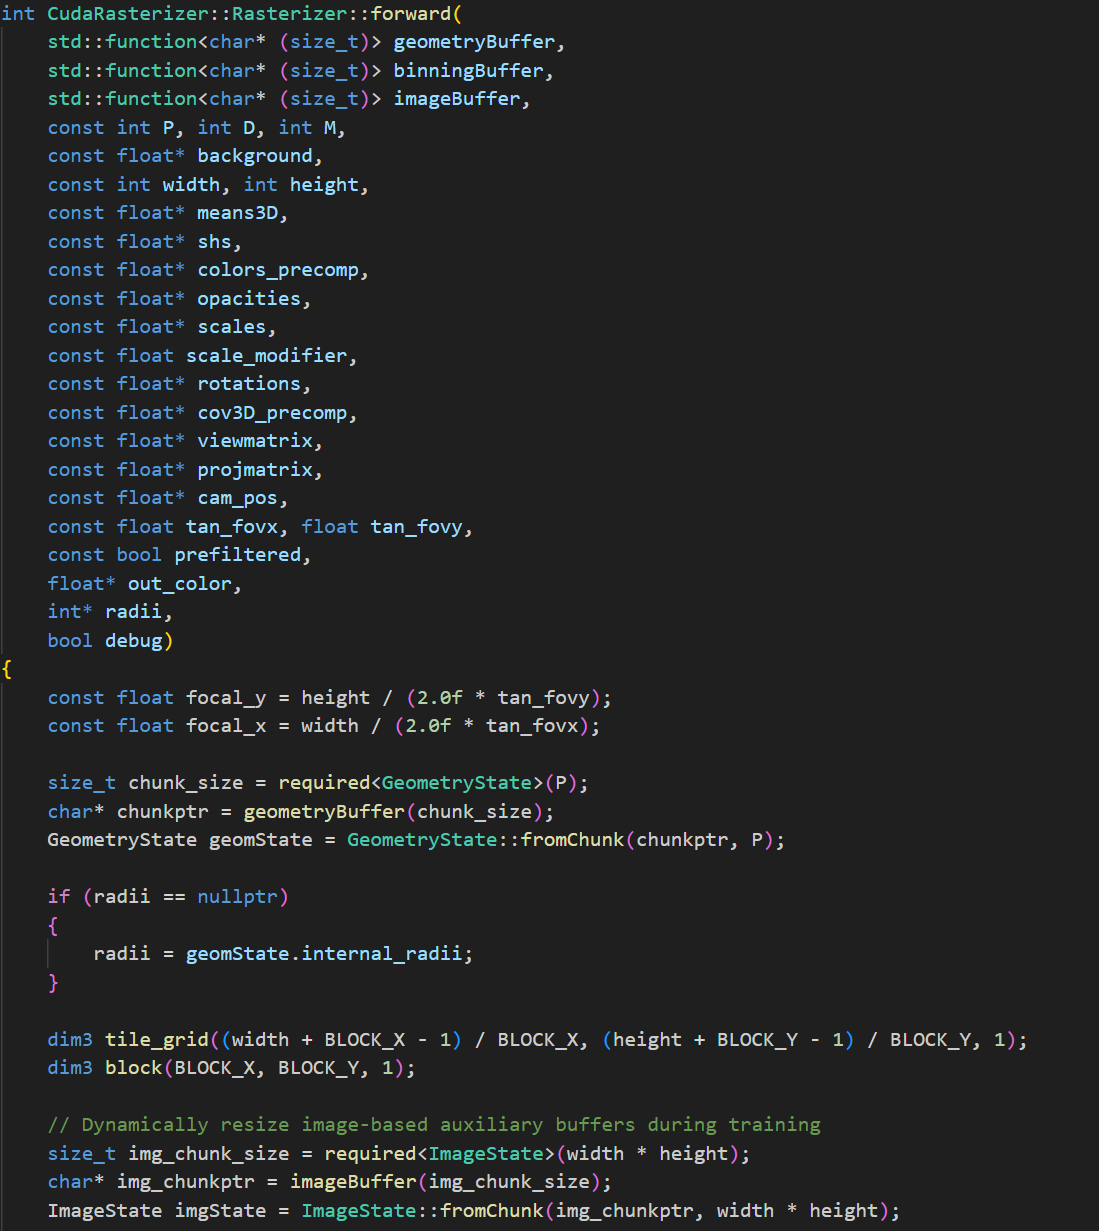 int CudaRasterizer::Rasterizer::forward(
    std::function<char* (size_t)> geometryBuffer,
    std::function<char* (size_t)> binningBuffer,
    std::function<char* (size_t)> imageBuffer,
    const int P, int D, int M,
    const float* background,
    const int width, int height,
    const float* means3D,
    const float* shs,
    const float* colors_precomp,
    const float* opacities,
    const float* scales,
    const float scale_modifier,
    const float* rotations,
    const float* cov3D_precomp,
    const float* viewmatrix,
    const float* projmatrix,
    const float* cam_pos,
    const float tan_fovx, float tan_fovy,
    const bool prefiltered,
    float* out_color,
    int* radii,
    bool debug)
{
    const float focal_y = height / (2.0f * tan_fovy);
    const float focal_x = width / (2.0f * tan_fovx);

    size_t chunk_size = required<GeometryState>(P);
    char* chunkptr = geometryBuffer(chunk_size);
    GeometryState geomState = GeometryState::fromChunk(chunkptr, P);

    if (radii == nullptr)
    {
        radii = geomState.internal_radii;
    }

    dim3 tile_grid((width + BLOCK_X - 1) / BLOCK_X, (height + BLOCK_Y - 1) / BLOCK_Y, 1);
    dim3 block(BLOCK_X, BLOCK_Y, 1);

    // Dynamically resize image-based auxiliary buffers during training
    size_t img_chunk_size = required<ImageState>(width * height);
    char* img_chunkptr = imageBuffer(img_chunk_size);
    ImageState imgState = ImageState::fromChunk(img_chunkptr, width * height);